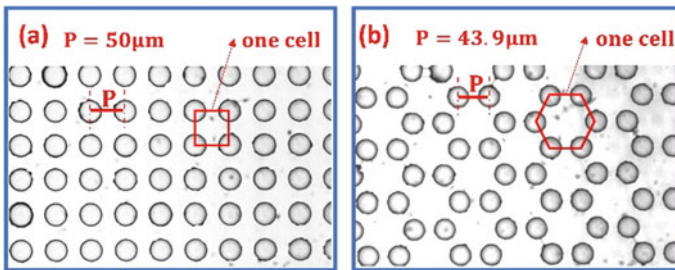 (a)
P = 50μm
one cell
P
(b)
P = 43.9μm
one cell
P